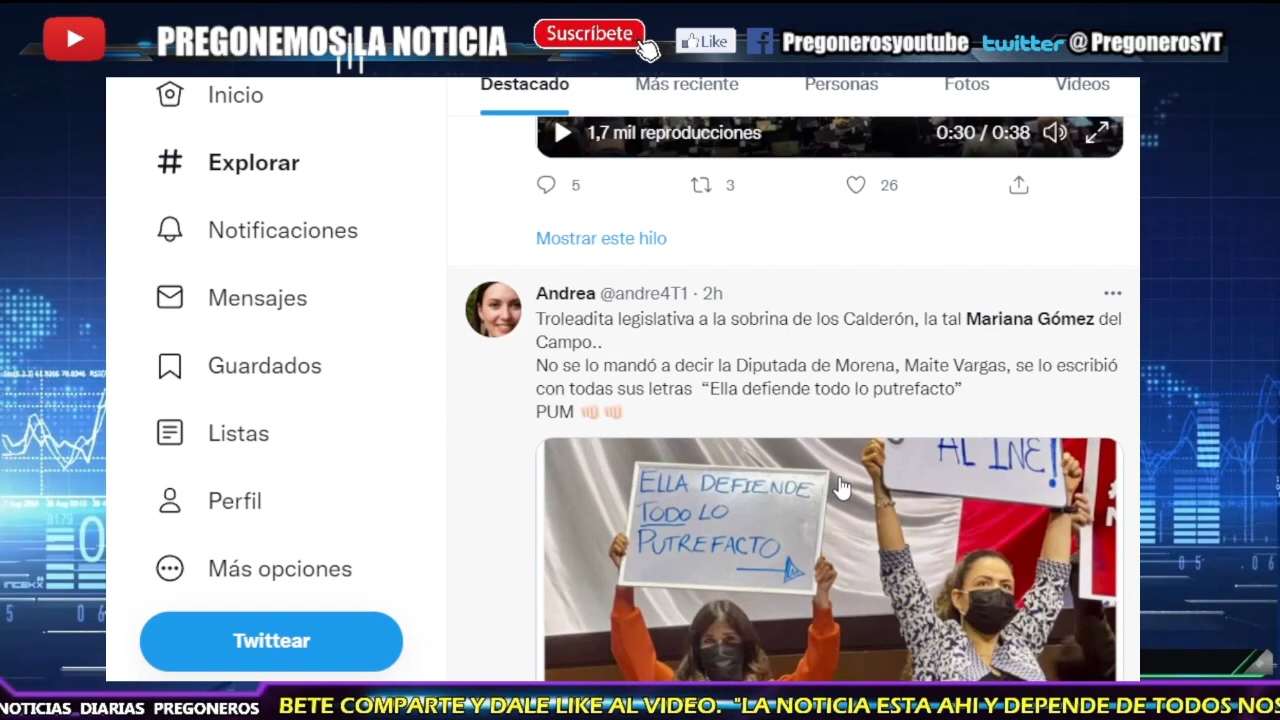 PREGONEMOS LA NOTICIA
Suscríbete
Like
Pregonerosyoutube
twitter @PregonerosYT
Inicio
Explorar
Notificaciones
Mensajes
Guardados
Listas
Perfil
Más opciones
Twittear
Destacado
Más reciente
Personas
Fotos
Videos
1,7 mil reproducciones
0:30 / 0:38
5
3
26
Mostrar este hilo
Andrea @andre4T1 · 2h
Troleadita legislativa a la sobrina de los Calderón, la tal Mariana Gómez del
Campo..
No se lo mandó a decir la Diputada de Morena, Maite Vargas, se lo escribió
con todas sus letras “Ella defiende todo lo putrefacto”
PUM 👊🏻👊🏻
AL INE!
ELLA DEFIENDE
TODO LO
PUTREFACTO
NOTICIAS DIARIAS PREGONEROS
BETE COMPARTE Y DALE LIKE AL VIDEO. "LA NOTICIA ESTA AHI Y DEPENDE DE TODOS NOS